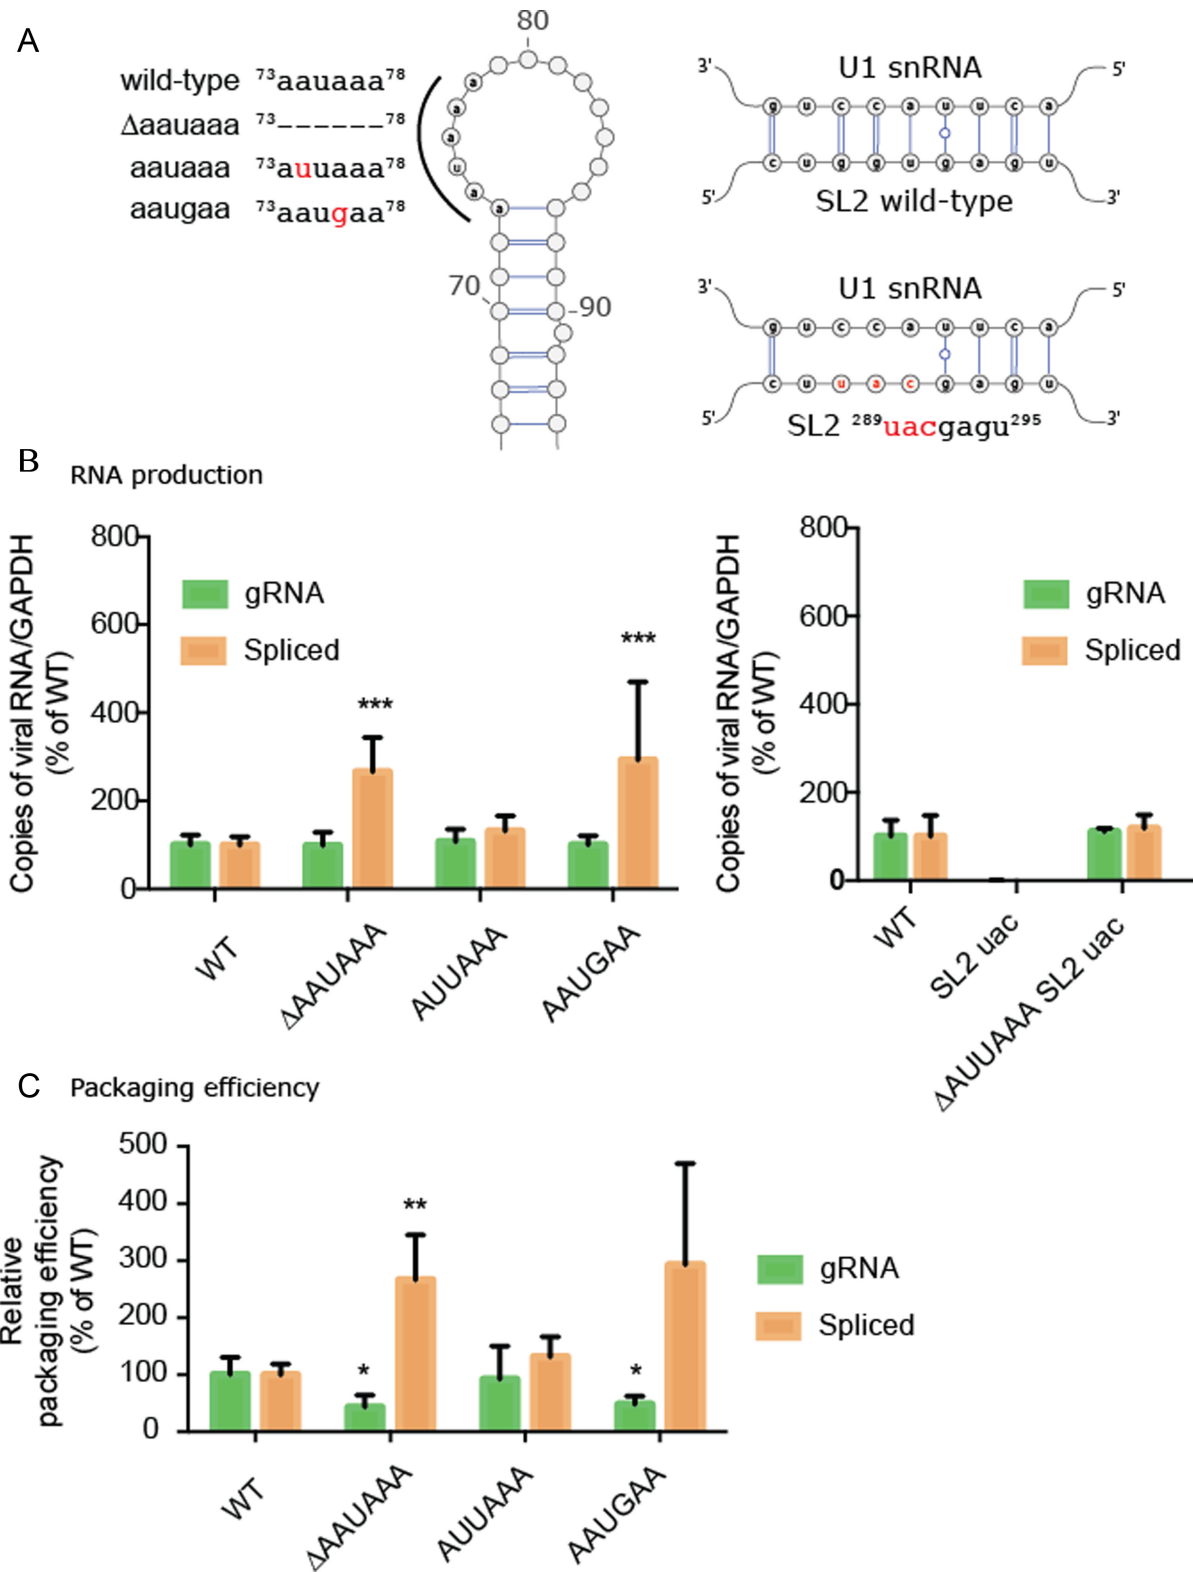 A
wild-type ⁷³aauaaa⁷⁸
Δaauaaa ⁷³------⁷⁸
aauaaa ⁷³auuaaa⁷⁸
aaugaa ⁷³aaugaa⁷⁸
80
a
a
a
u
a
a
70
90
3'
U1 snRNA
5'
g u c c a u u c a
c u g g u g a g u
5'
SL2 wild-type
3'
3'
U1 snRNA
5'
g u c c a u u c a
c u u a c g a g u
5'
SL2 ²⁸⁹uacgagu²⁹⁵
3'
B
RNA production
Copies of viral RNA/GAPDH
(% of WT)
800
600
400
200
0
gRNA
Spliced
***
***
WT
ΔAAUAAA
AUUAAA
AAUGAA
Copies of viral RNA/GAPDH
(% of WT)
800
600
400
200
0
gRNA
Spliced
WT
SL2 uac
ΔAUUAAA SL2 uac
C
Packaging efficiency
Relative
packaging efficiency
(% of WT)
500
400
300
200
100
0
*
**
*
gRNA
Spliced
WT
ΔAAUAAA
AUUAAA
AAUGAA